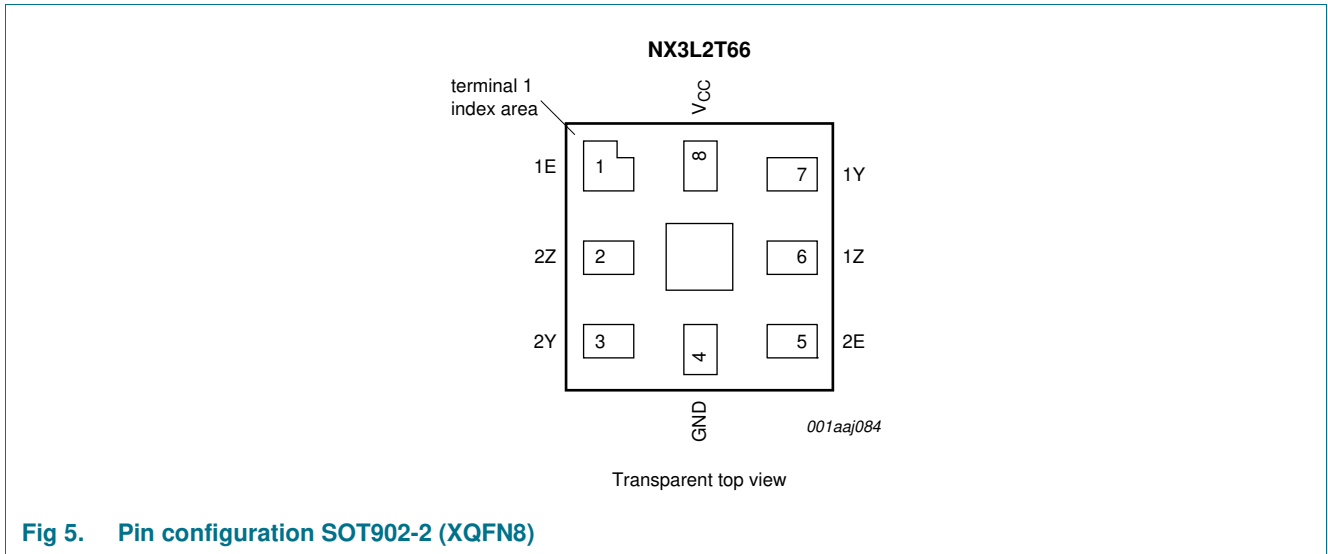 NX3L2T66
terminal 1
index area
VCC
1E 1 8 7 1Y
2Z 2 6 1Z
2Y 3 4 5 2E
GND
001aaj084
Transparent top view
Fig 5. Pin configuration SOT902-2 (XQFN8)